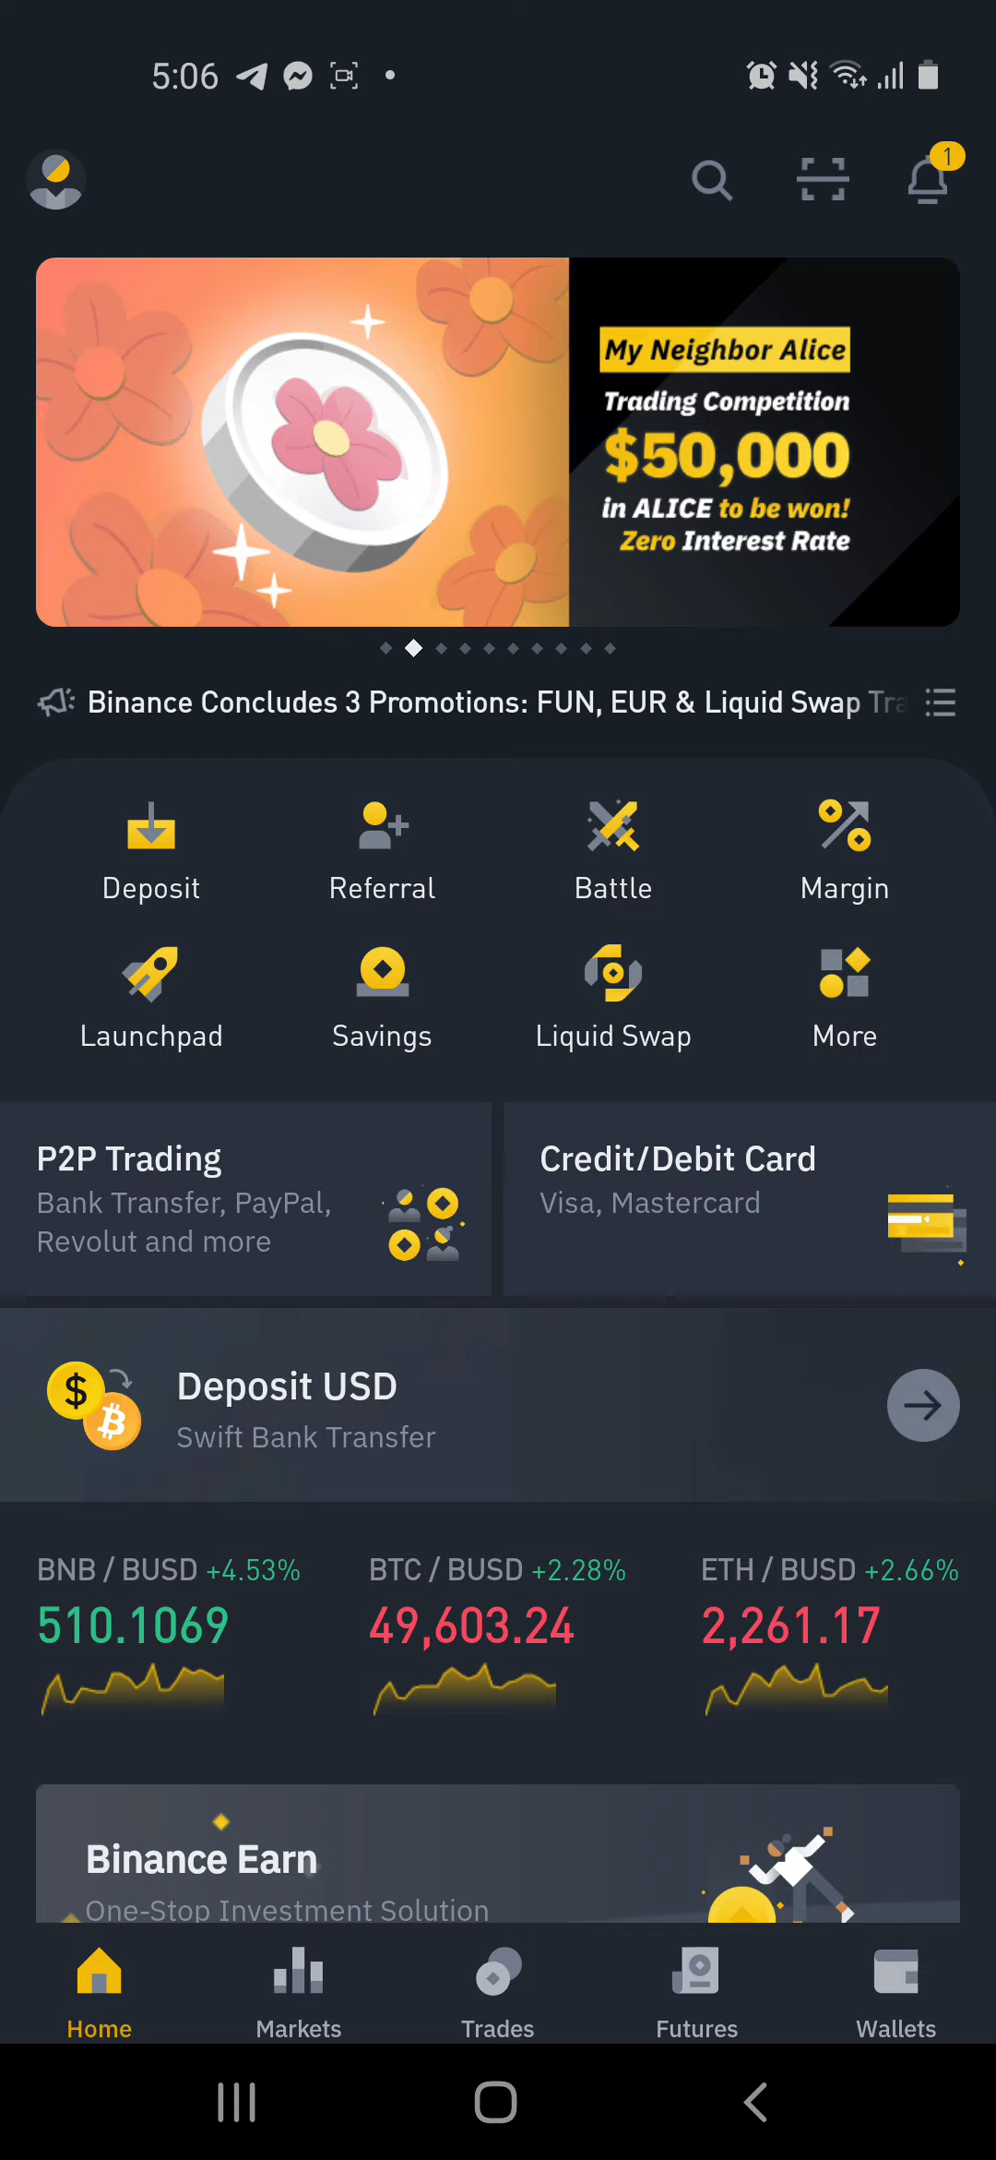 5:06
1
My Neighbor Alice
Trading Competition
$50,000
in ALICE to be won!
Zero Interest Rate
Binance Concludes 3 Promotions: FUN, EUR & Liquid Swap Tra
Deposit
Referral
Battle
Margin
Launchpad
Savings
Liquid Swap
More
P2P Trading
Bank Transfer, PayPal,
Revolut and more
Credit/Debit Card
Visa, Mastercard
Deposit USD
Swift Bank Transfer
BNB / BUSD +4.53%
510.1069
BTC / BUSD +2.28%
49,603.24
ETH / BUSD +2.66%
2,261.17
Binance Earn
One-Stop Investment Solution
Home
Markets
Trades
Futures
Wallets